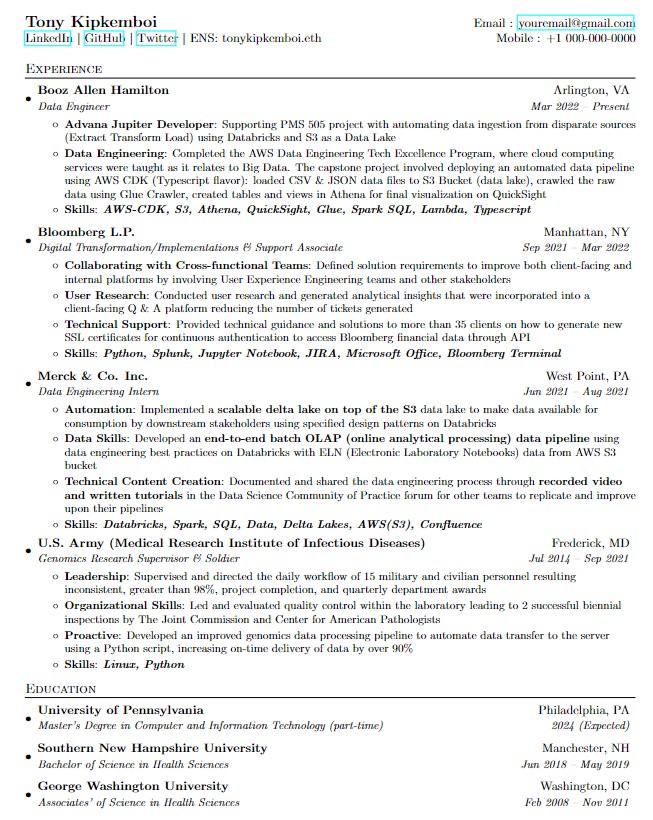 Tony Kipkemboi
Email : youremail@gmail.com
LinkedIn | GitHub | Twitter | ENS: tonykipkemboi.eth
Mobile : +1 000-000-0000
Experience
Booz Allen Hamilton
Arlington, VA
Data Engineer
Mar 2022 – Present
Advana Jupiter Developer: Supporting PMS 505 project with automating data ingestion from disparate sources
(Extract Transform Load) using Databricks and S3 as a Data Lake
Data Engineering: Completed the AWS Data Engineering Tech Excellence Program, where cloud computing
services were taught as it relates to Big Data. The capstone project involved deploying an automated data pipeline
using AWS CDK (Typescript flavor): loaded CSV & JSON data files to S3 Bucket (data lake), crawled the raw
data using Glue Crawler, created tables and views in Athena for final visualization on QuickSight
Skills: AWS-CDK, S3, Athena, QuickSight, Glue, Spark SQL, Lambda, Typescript
Bloomberg L.P.
Manhattan, NY
Digital Transformation/Implementations & Support Associate
Sep 2021 – Mar 2022
Collaborating with Cross-functional Teams: Defined solution requirements to improve both client-facing and
internal platforms by involving User Experience Engineering teams and other stakeholders
User Research: Conducted user research and generated analytical insights that were incorporated into a
client-facing Q & A platform reducing the number of tickets generated
Technical Support: Provided technical guidance and solutions to more than 35 clients on how to generate new
SSL certificates for continuous authentication to access Bloomberg financial data through API
Skills: Python, Splunk, Jupyter Notebook, JIRA, Microsoft Office, Bloomberg Terminal
Merck & Co. Inc.
West Point, PA
Data Engineering Intern
Jun 2021 – Aug 2021
Automation: Implemented a scalable delta lake on top of the S3 data lake to make data available for
consumption by downstream stakeholders using specified design patterns on Databricks
Data Skills: Developed an end-to-end batch OLAP (online analytical processing) data pipeline using
data engineering best practices on Databricks with ELN (Electronic Laboratory Notebooks) data from AWS S3
bucket
Technical Content Creation: Documented and shared the data engineering process through recorded video
and written tutorials in the Data Science Community of Practice forum for other teams to replicate and improve
upon their pipelines
Skills: Databricks, Spark, SQL, Data, Delta Lakes, AWS(S3), Confluence
U.S. Army (Medical Research Institute of Infectious Diseases)
Frederick, MD
Genomics Research Supervisor & Soldier
Jul 2014 – Sep 2021
Leadership: Supervised and directed the daily workflow of 15 military and civilian personnel resulting
inconsistent, greater than 98%, project completion, and quarterly department awards
Organizational Skills: Led and evaluated quality control within the laboratory leading to 2 successful biennial
inspections by The Joint Commission and Center for American Pathologists
Proactive: Developed an improved genomics data processing pipeline to automate data transfer to the server
using a Python script, increasing on-time delivery of data by over 90%
Skills: Linux, Python
Education
University of Pennsylvania
Philadelphia, PA
Master's Degree in Computer and Information Technology (part-time)
2024 (Expected)
Southern New Hampshire University
Manchester, NH
Bachelor of Science in Health Sciences
Jun 2018 – May 2019
George Washington University
Washington, DC
Associates' of Science in Health Sciences
Feb 2008 – Nov 2011